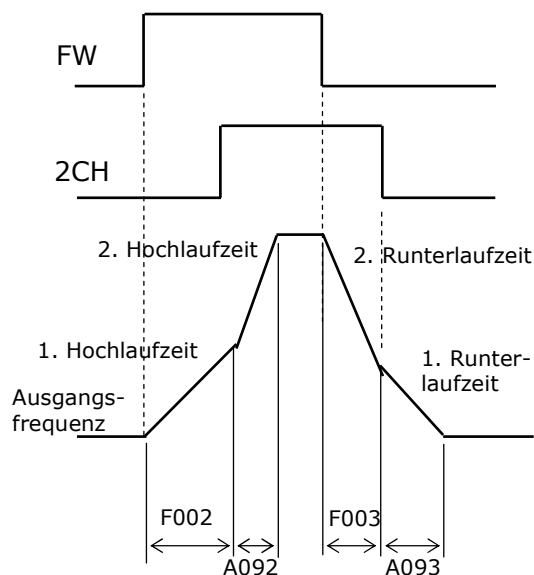 FW
2CH
2. Hochlaufzeit
2. Runterlaufzeit
1. Hochlaufzeit
1. Runter-
laufzeit
Ausgangs-
frequenz
F002
F003
A092
A093